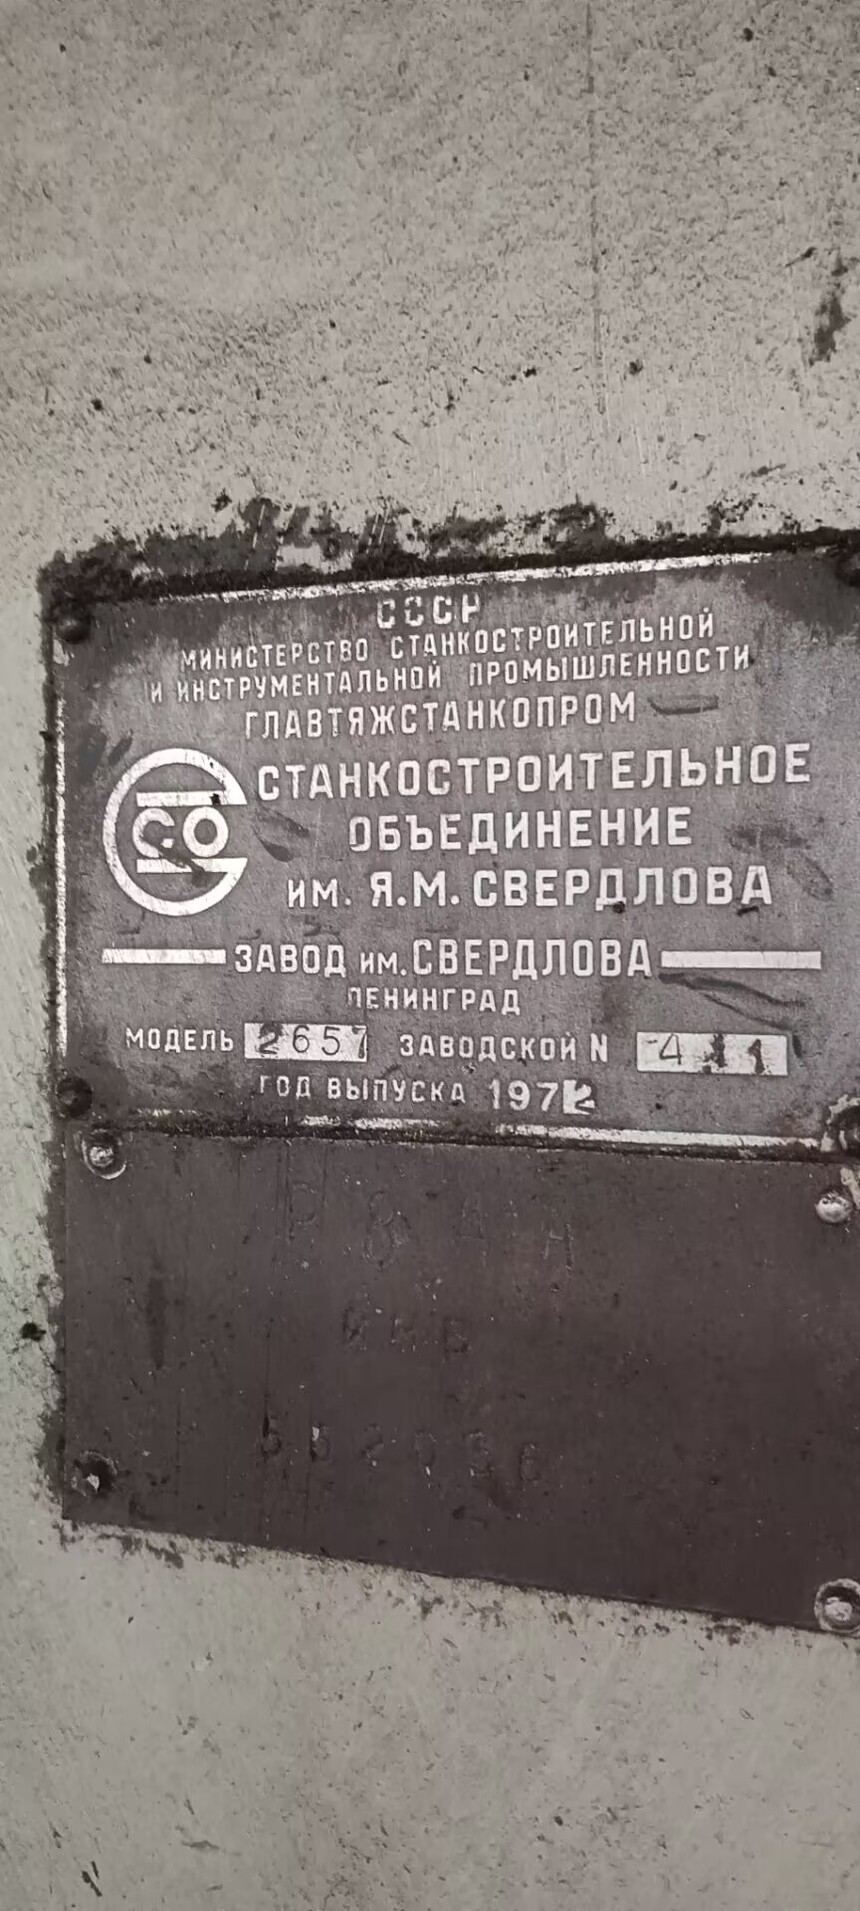 СССР
МИНИСТЕРСТВО СТАНКОСТРОИТЕЛЬНОЙ
И ИНСТРУМЕНТАЛЬНОЙ ПРОМЫШЛЕННОСТИ
ГЛАВТЯЖСТАНКОПРОМ
СТАНКОСТРОИТЕЛЬНОЕ
ОБЪЕДИНЕНИЕ
ИМ. Я.М. СВЕРДЛОВА
ЗАВОД ИМ. СВЕРДЛОВА
ЛЕНИНГРАД
МОДЕЛЬ 2657 ЗАВОДСКОЙ N
ГОД ВЫПУСКА 1972